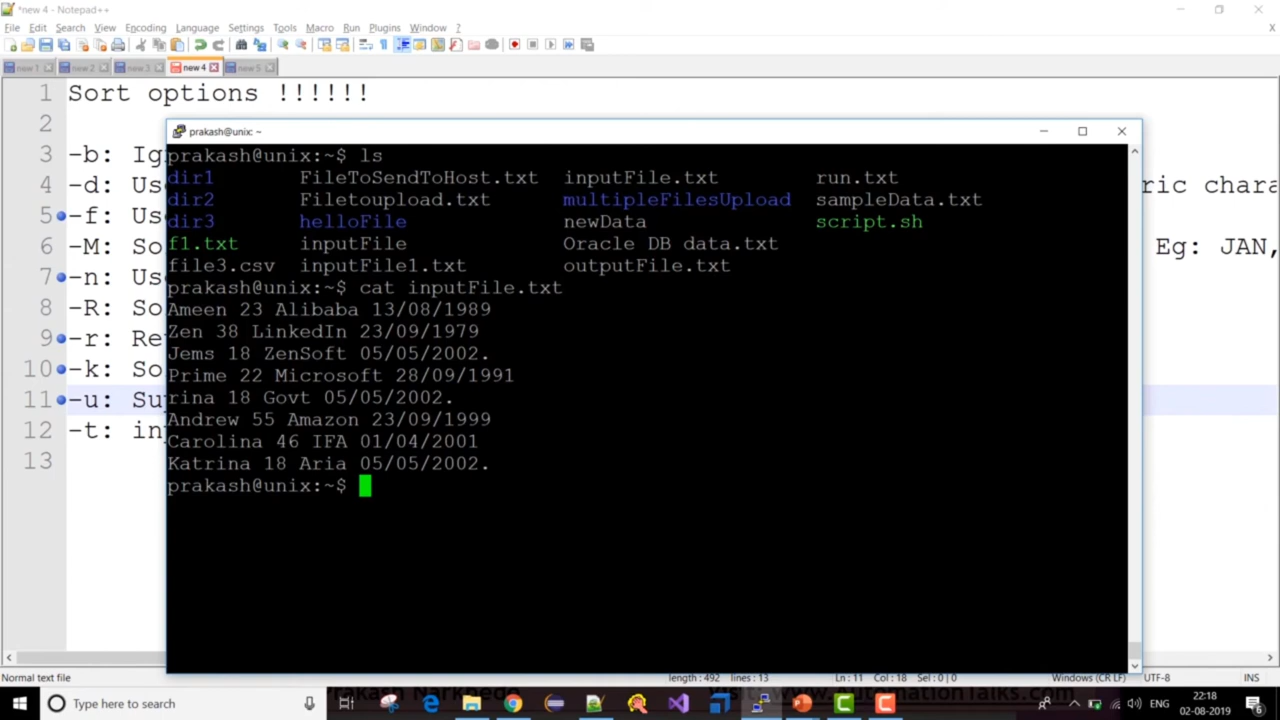 *new 4 - Notepad++
File Edit Search View Encoding Language Settings Tools Macro Run Plugins Window ?
X
new 1 new 2 new 3 new 4 new 5
1 Sort options !!!!!!
2
3 -b: Ig
4 -d: Us ric chara
5 -f: Us
6 -M: So Eg: JAN,
7 -n: Us
8 -R: So
9 -r: Re
10 -k: So
11 -u: Su
12 -t: in
13
prakash@unix: ~
prakash@unix:~$ ls
dir1 FileToSendToHost.txt inputFile.txt run.txt
dir2 Filetoupload.txt multipleFilesUpload sampleData.txt
dir3 helloFile newData script.sh
f1.txt inputFile Oracle DB data.txt
file3.csv inputFile1.txt outputFile.txt
prakash@unix:~$ cat inputFile.txt
Ameen 23 Alibaba 13/08/1989
Zen 38 LinkedIn 23/09/1979
Jems 18 ZenSoft 05/05/2002.
Prime 22 Microsoft 28/09/1991
rina 18 Govt 05/05/2002.
Andrew 55 Amazon 23/09/1999
Carolina 46 IFA 01/04/2001
Katrina 18 Aria 05/05/2002.
prakash@unix:~$
Normal text file length : 492 lines : 13 Ln : 11 Col : 18 Sel : 0 | 0 Windows (CR LF) UTF-8 INS
Type here to search ENG 22:18
02-08-2019 6